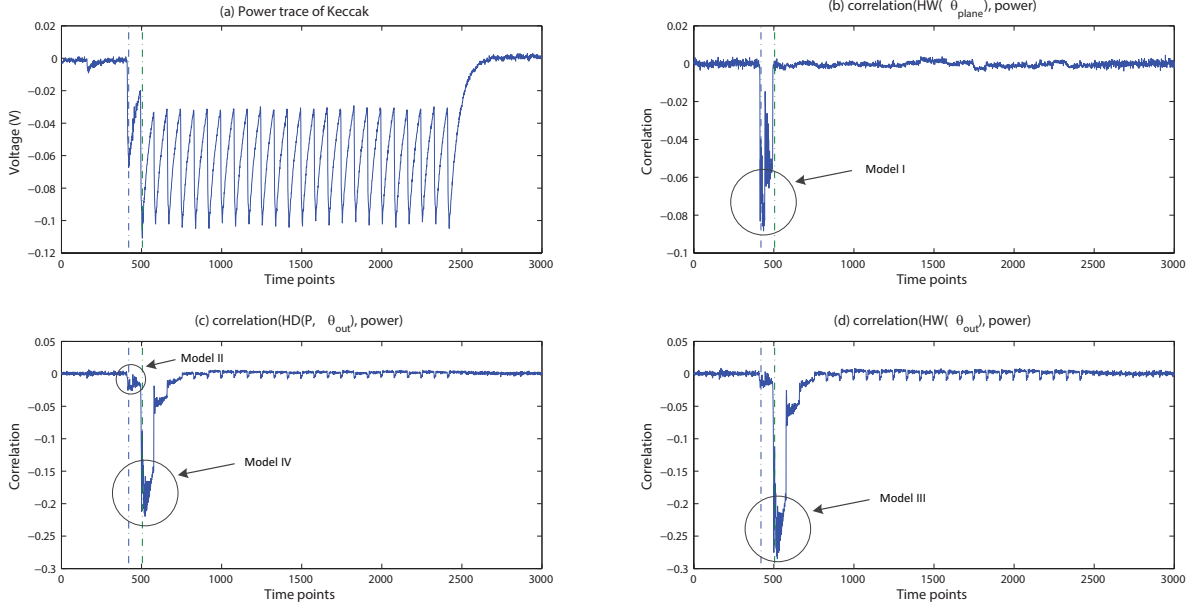 (a) Power trace of Keccak
0.02
0
−0.02
−0.04
−0.06
−0.08
−0.1
−0.12
Voltage (V)
0 500 1000 1500 2000 2500 3000
Time points
(b) correlation(HW( θplane), power)
0.02
0
−0.02
−0.04
−0.06
−0.08
−0.1
Correlation
Model I
0 500 1000 1500 2000 2500 3000
Time points
(c) correlation(HD(P, θout), power)
0.05
0
−0.05
−0.1
−0.15
−0.2
−0.25
−0.3
Correlation
Model II
Model IV
0 500 1000 1500 2000 2500 3000
Time points
(d) correlation(HW( θout), power)
0.05
0
−0.05
−0.1
−0.15
−0.2
−0.25
−0.3
Correlation
Model III
0 500 1000 1500 2000 2500 3000
Time points